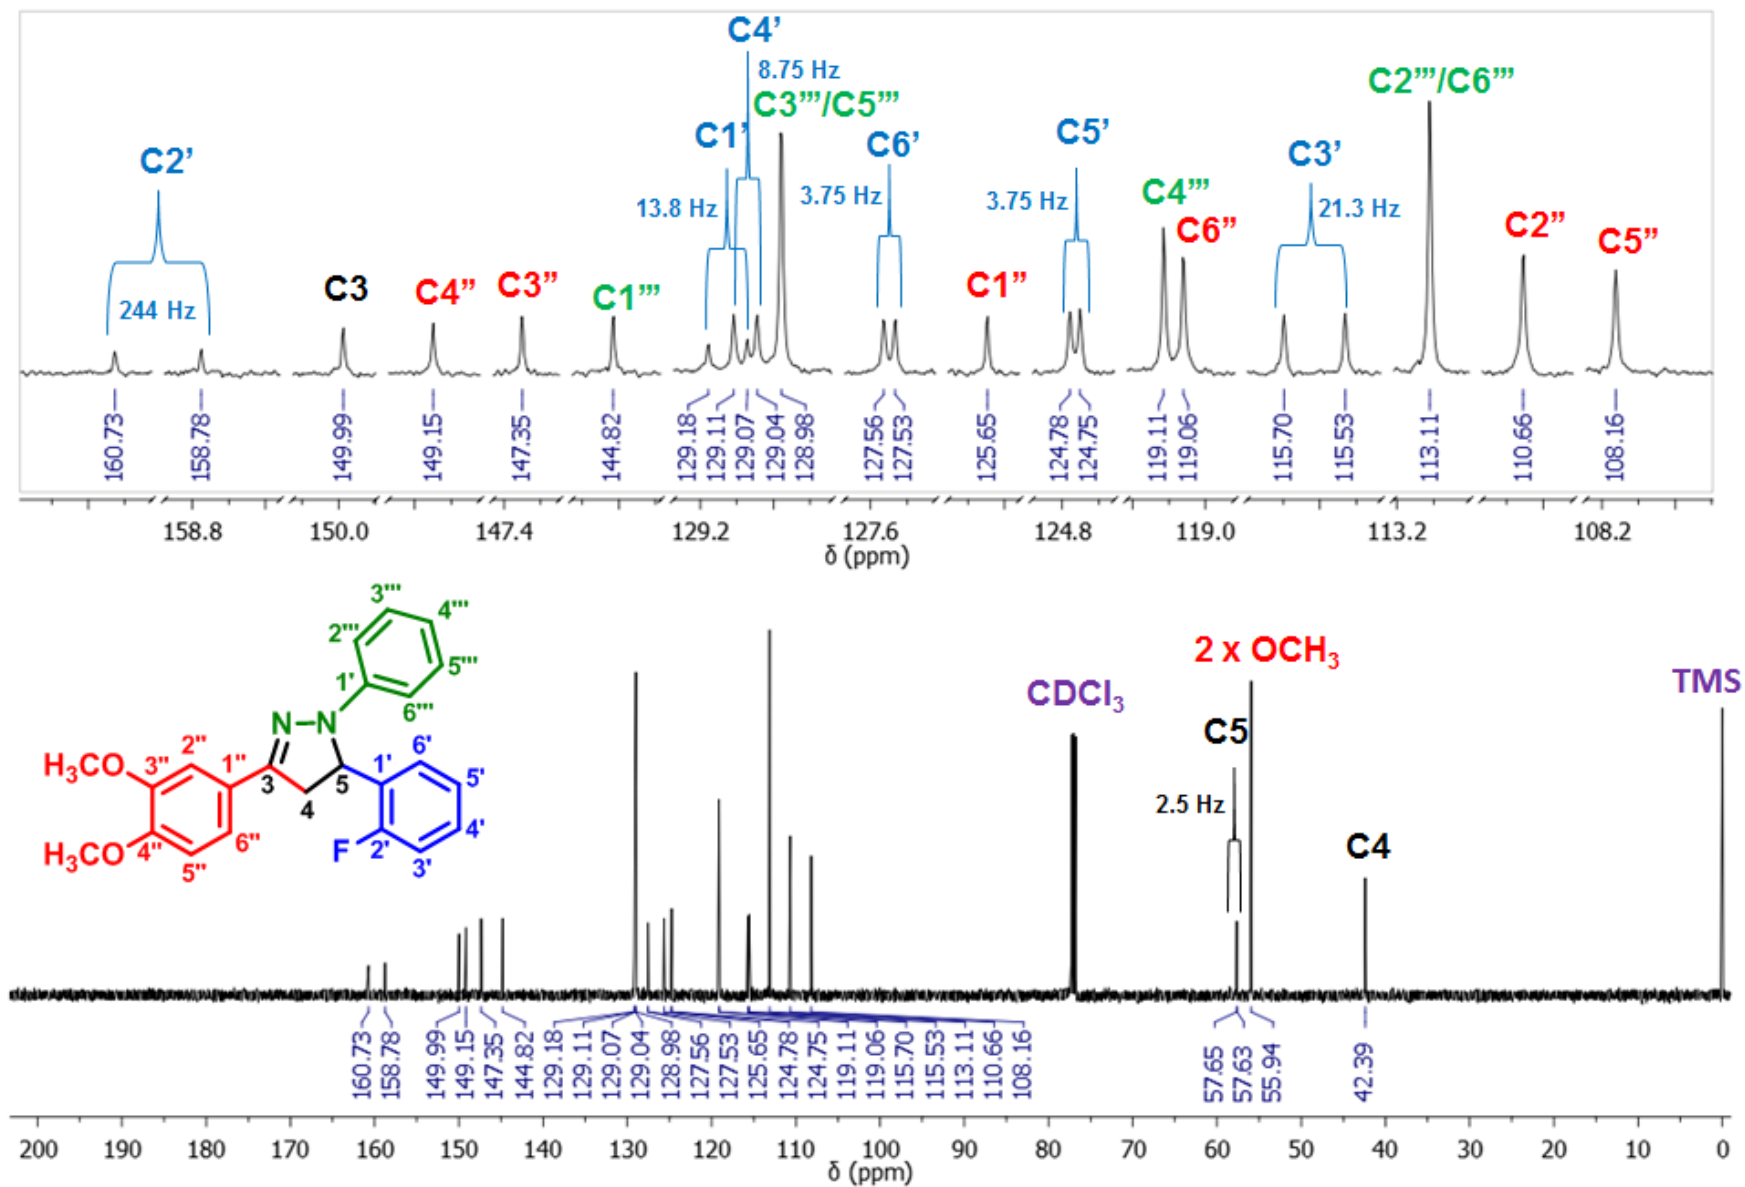 C4’
8.75 Hz
C3’’’/C5’’’
C2’’’/C6’’’
C1’
C6’
C5’
C3’
C2’
13.8 Hz
3.75 Hz
3.75 Hz
C4’’’
C6”
21.3 Hz
C2”
C5”
244 Hz
C3
C4”
C3”
C1’’’
C1”
160.73
158.78
149.99
149.15
147.35
144.82
129.18
129.11
129.07
129.04
128.98
127.56
127.53
125.65
124.78
124.75
119.11
119.06
115.70
115.53
113.11
110.66
108.16
158.8 150.0 147.4 129.2 127.6 124.8 119.0 113.2 108.2
δ (ppm)
3'''
4'''
2'''
5'''
1'
6'''
N N
H₃CO 3'' 2'' 1'' 3 4 5 1' 6' 5'
H₃CO 4'' 5'' 6'' F 2' 3' 4'
CDCl₃
2 x OCH₃
TMS
C5
2.5 Hz
C4
160.73
158.78
149.99
149.15
147.35
144.82
129.18
129.11
129.07
129.04
128.98
127.56
127.53
125.65
124.78
124.75
119.11
119.06
115.70
115.53
113.11
110.66
108.16
57.65
57.63
55.94
42.39
200 190 180 170 160 150 140 130 120 110 100 90 80 70 60 50 40 30 20 10 0
δ (ppm)